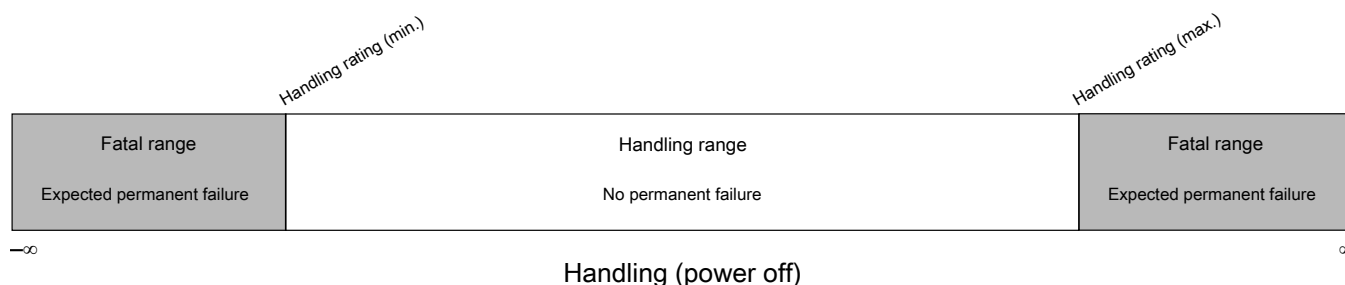 Handling rating (min.)
Handling rating (max.)
Fatal range
Handling range
Fatal range
Expected permanent failure
No permanent failure
Expected permanent failure
–∞
∞
Handling (power off)